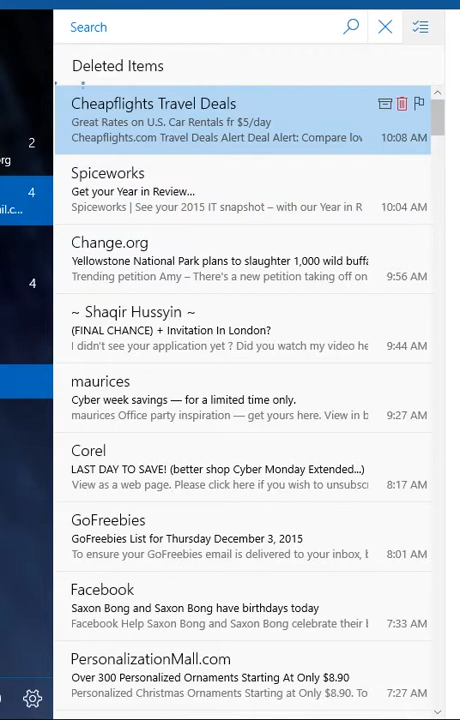 Search
Deleted Items
2
org
4
il.c...
4
Cheapflights Travel Deals
Great Rates on U.S. Car Rentals fr $5/day
Cheapflights.com Travel Deals Alert Deal Alert: Compare lov 10:08 AM
Spiceworks
Get your Year in Review...
Spiceworks | See your 2015 IT snapshot – with our Year in R 10:04 AM
Change.org
Yellowstone National Park plans to slaughter 1,000 wild buffa
Trending petition Amy – There's a new petition taking off on 9:56 AM
~ Shaqir Hussyin ~
(FINAL CHANCE) + Invitation In London?
I didn't see your application yet ? Did you watch my video he 9:44 AM
maurices
Cyber week savings — for a limited time only.
maurices Office party inspiration — get yours here. View in b 9:27 AM
Corel
LAST DAY TO SAVE! (better shop Cyber Monday Extended...)
View as a web page. Please click here if you wish to unsubsc 8:17 AM
GoFreebies
GoFreebies List for Thursday December 3, 2015
To ensure your GoFreebies email is delivered to your inbox, b 8:01 AM
Facebook
Saxon Bong and Saxon Bong have birthdays today
Facebook Help Saxon Bong and Saxon Bong celebrate their b 7:33 AM
PersonalizationMall.com
Over 300 Personalized Ornaments Starting At Only $8.90
Personalized Christmas Ornaments Starting At Only $8.90. To 7:27 AM